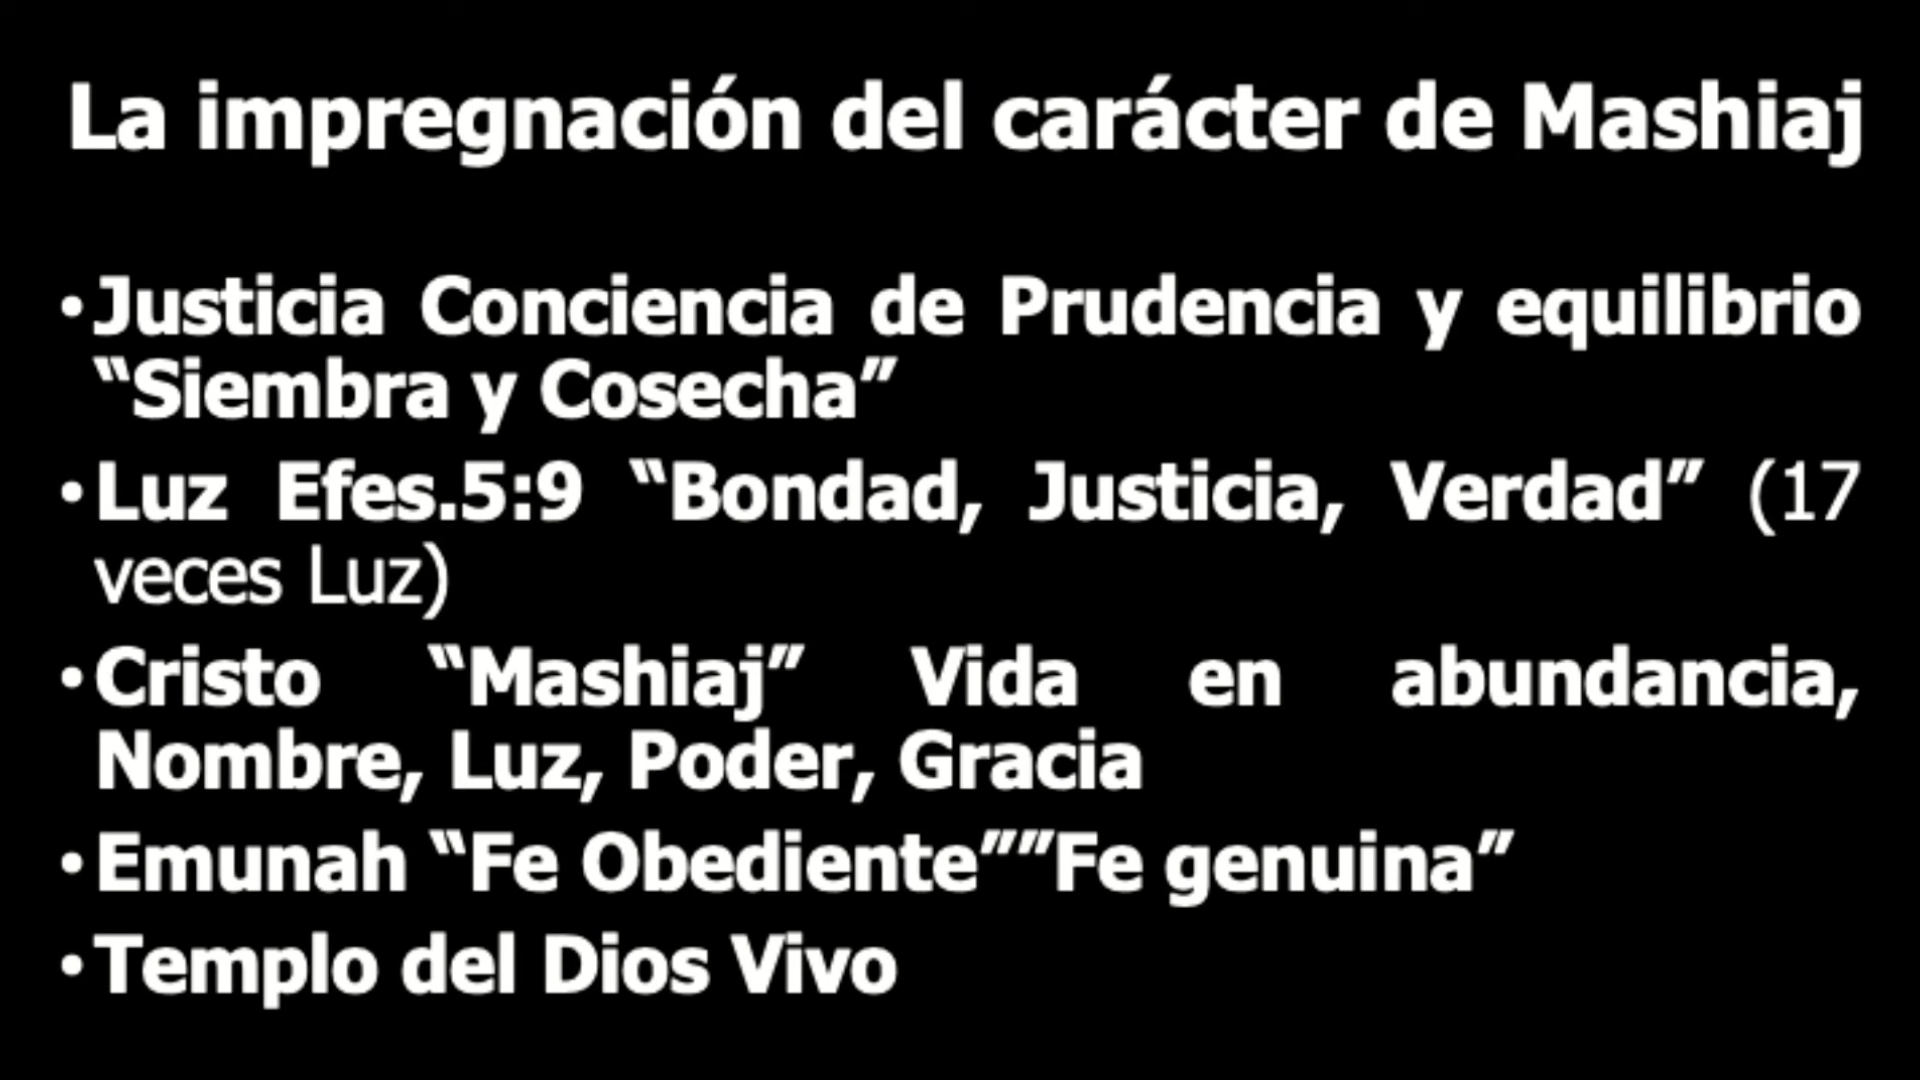 La impregnación del carácter de Mashiaj
•Justicia Conciencia de Prudencia y equilibrio
“Siembra y Cosecha”
•Luz Efes.5:9 “Bondad, Justicia, Verdad” (17
veces Luz)
•Cristo “Mashiaj” Vida en abundancia,
Nombre, Luz, Poder, Gracia
•Emunah “Fe Obediente””Fe genuina”
•Templo del Dios Vivo